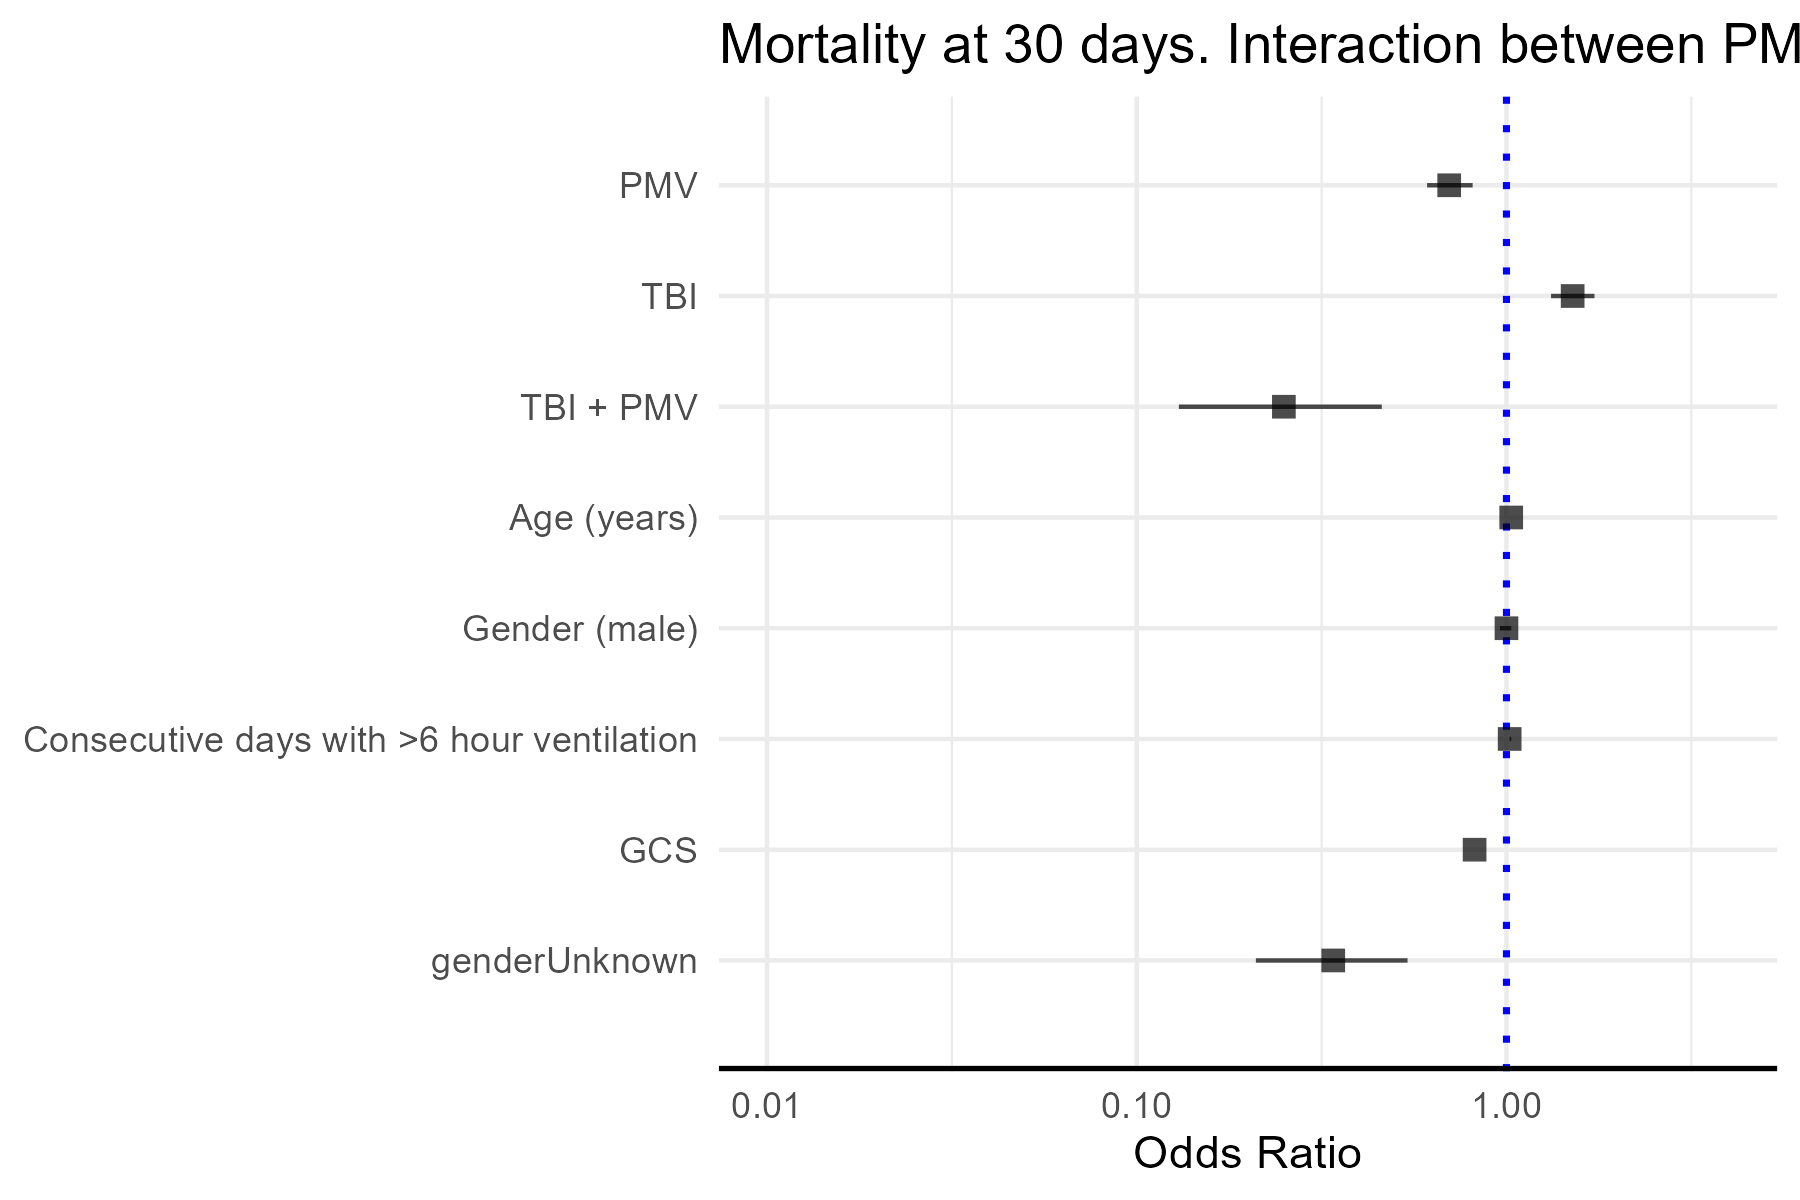 Mortality at 30 days. Interaction between PM
PMV
TBI
TBI + PMV
Age (years)
Gender (male)
Consecutive days with >6 hour ventilation
GCS
genderUnknown
0.01 0.10 1.00
Odds Ratio